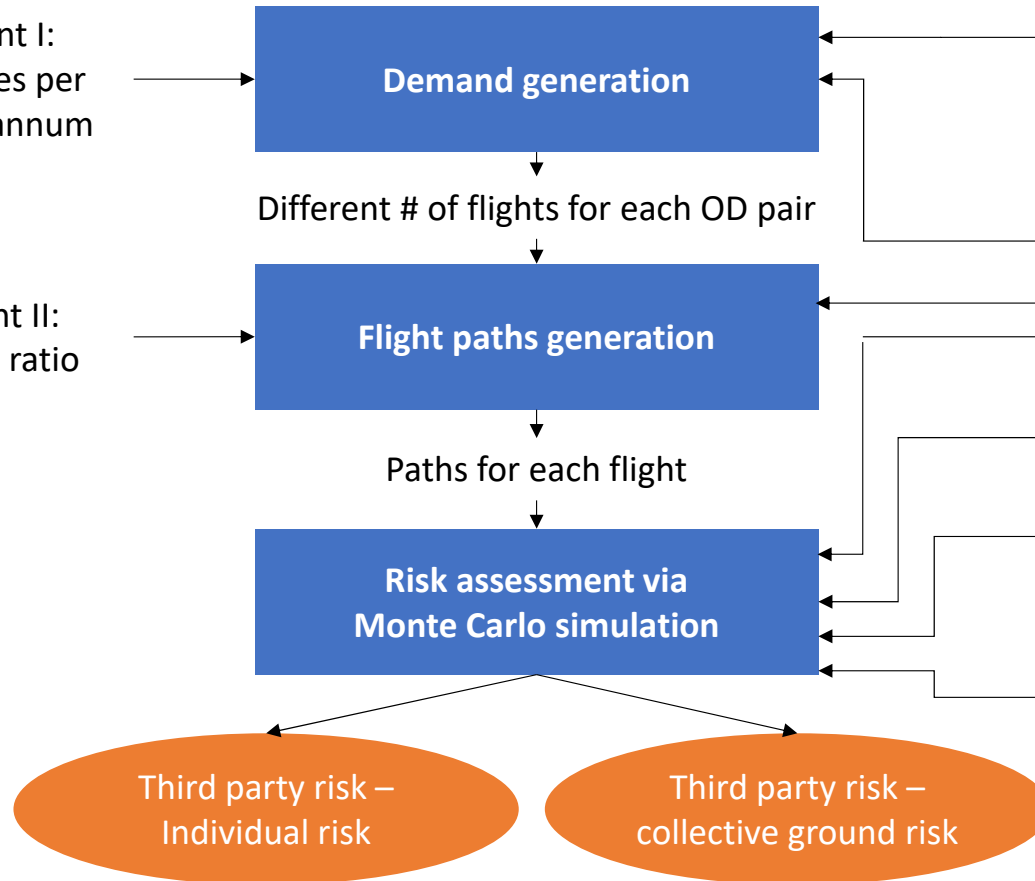 nt I:
es per
annum
Demand generation
Different # of flights for each OD pair
nt II:
ratio
Flight paths generation
Paths for each flight
Risk assessment via
Monte Carlo simulation
Third party risk –
Individual risk
Third party risk –
collective ground risk